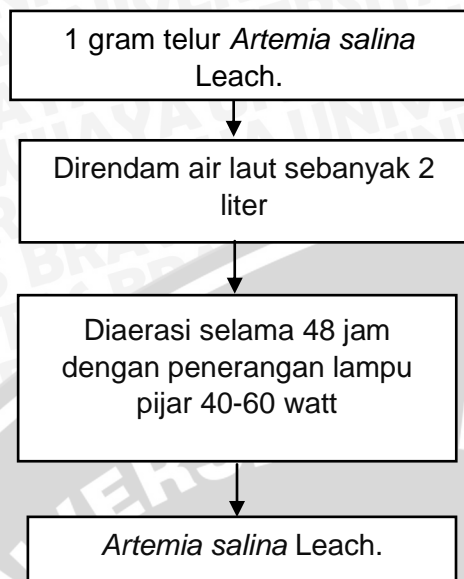 1 gram telur Artemia salina
Leach.
Direndam air laut sebanyak 2
liter
Diaerasi selama 48 jam
dengan penerangan lampu
pijar 40-60 watt
Artemia salina Leach.